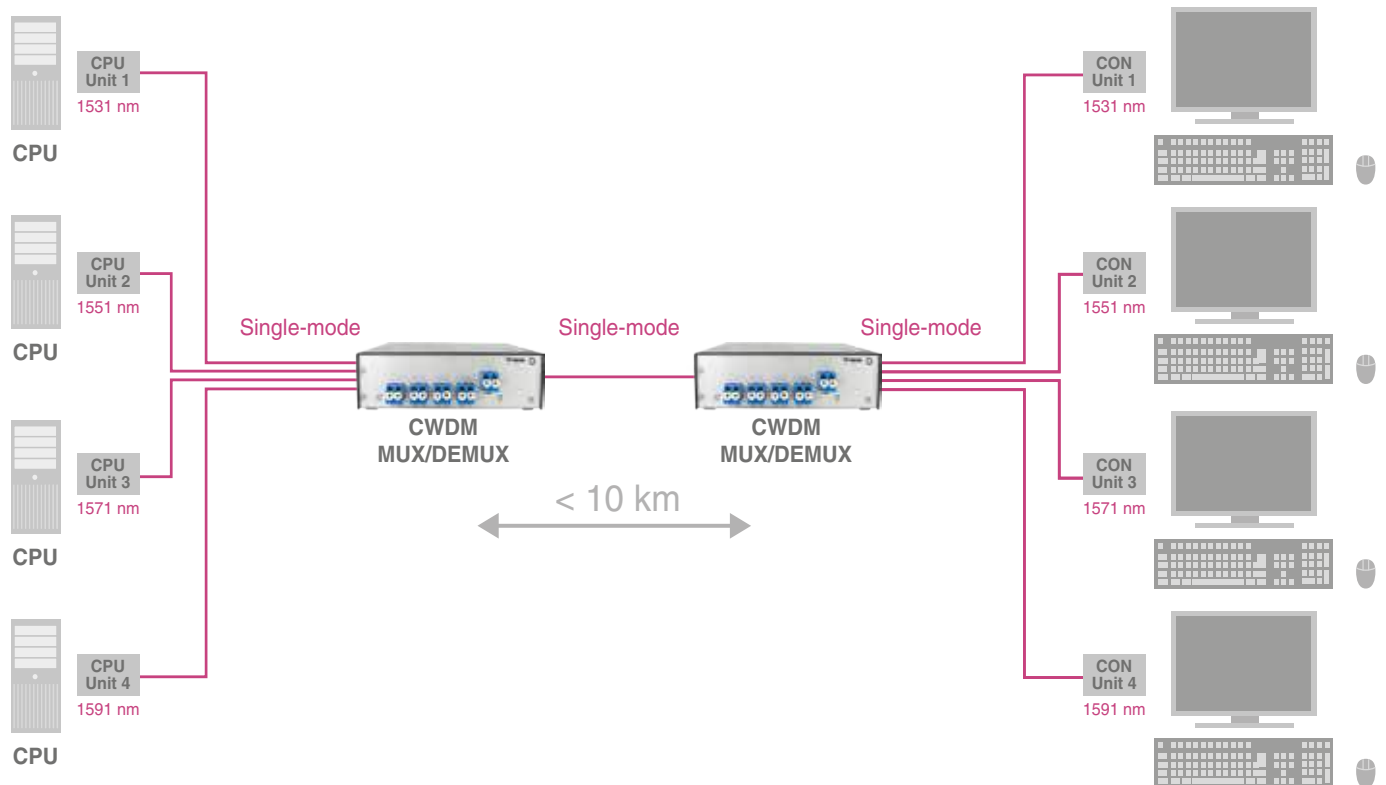 CPU
Unit 1
1531 nm
CPU
CON
Unit 1
1531 nm
CPU
Unit 2
1551 nm
CPU
CON
Unit 2
1551 nm
Single-mode
Single-mode
Single-mode
CWDM
MUX/DEMUX
CWDM
MUX/DEMUX
< 10 km
CPU
Unit 3
1571 nm
CPU
CON
Unit 3
1571 nm
CPU
Unit 4
1591 nm
CPU
CON
Unit 4
1591 nm